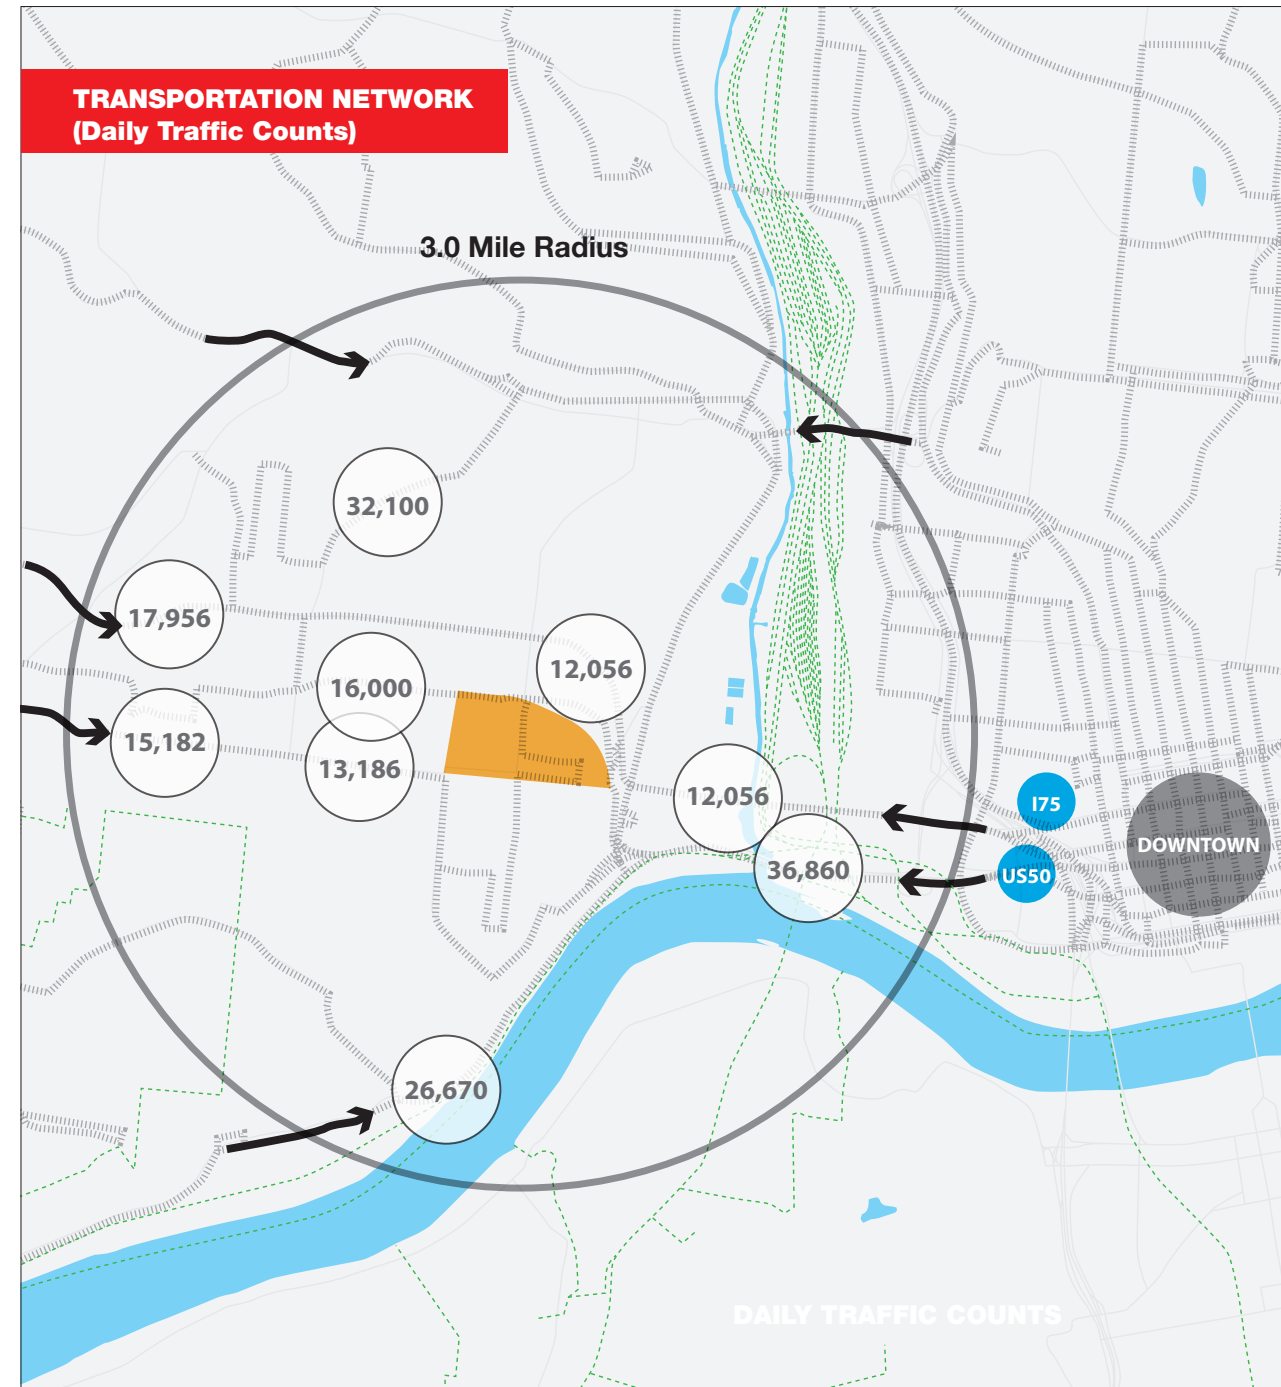 TRANSPORTATION NETWORK
(Daily Traffic Counts)
3.0 Mile Radius
32,100
17,956
12,056
16,000
15,182
13,186
12,056
I75
DOWNTOWN
36,860
US50
26,670
DAILY TRAFFIC COUNTS